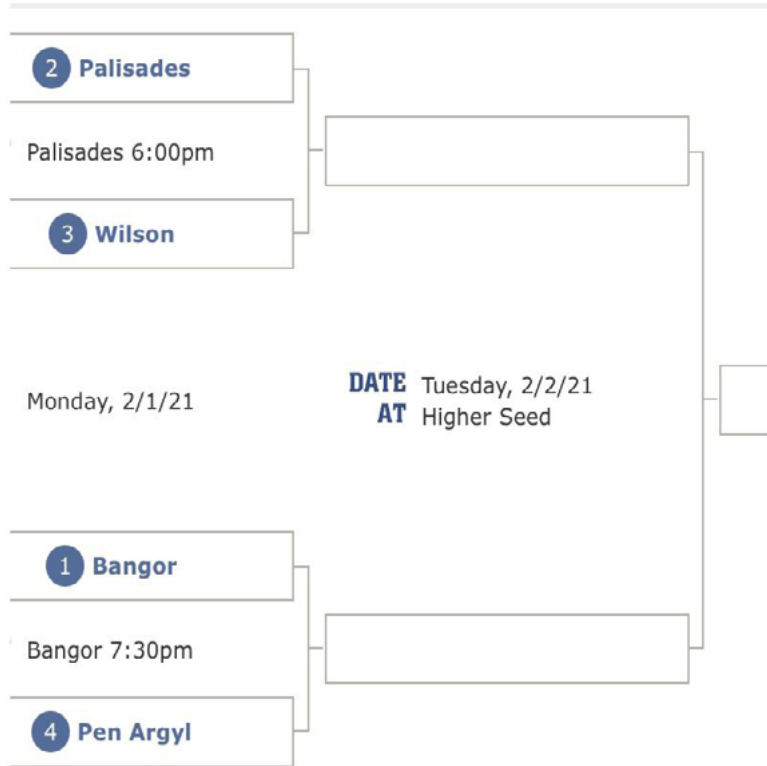 2 Palisades
Palisades 6:00pm
3 Wilson
Monday, 2/1/21
DATE Tuesday, 2/2/21
AT Higher Seed
1 Bangor
Bangor 7:30pm
4 Pen Argyl